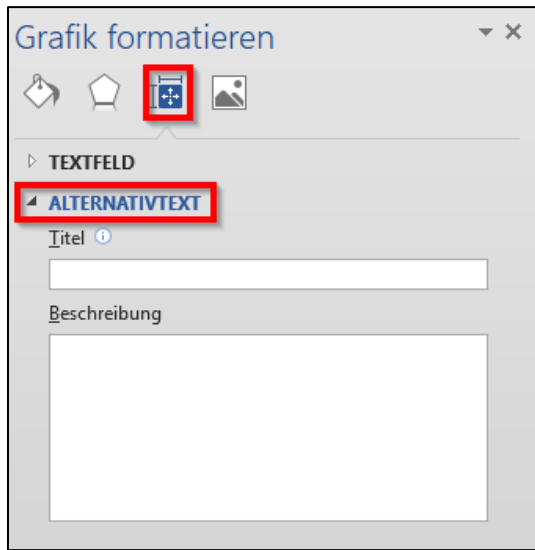 Grafik formatieren
TEXTFELD
ALTERNATIVTEXT
Titel
Beschreibung